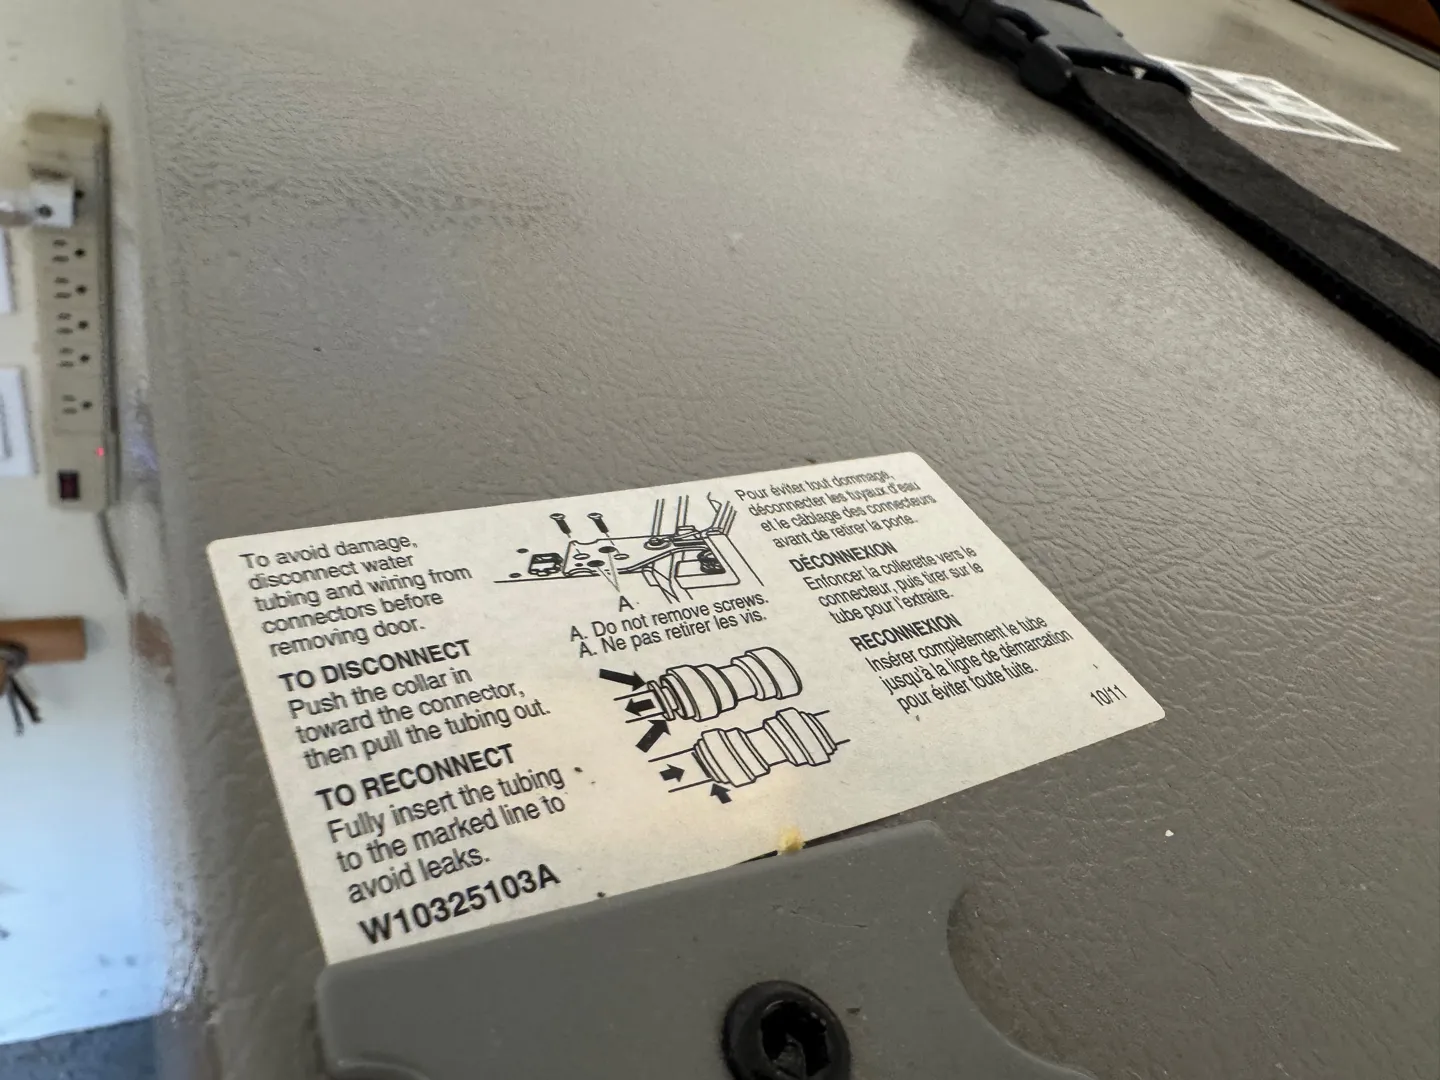 To avoid damage,
disconnect water
tubing and wiring from
connectors before
removing door.
TO DISCONNECT
Push the collar in
toward the connector,
then pull the tubing out.
TO RECONNECT
Fully insert the tubing
to the marked line to
avoid leaks.
W10325103A
A
A. Do not remove screws.
A. Ne pas retirer les vis.
Pour éviter tout dommage,
déconnecter les tuyaux d'eau
et le câblage des connecteurs
avant de retirer la porte.
DÉCONNEXION
Enfoncer la collerette vers le
connecteur, puis tirer sur le
tube pour l'extraire.
RECONNEXION
Insérer complètement le tube
jusqu'à la ligne de démarcation
pour éviter toute fuite.
10/11